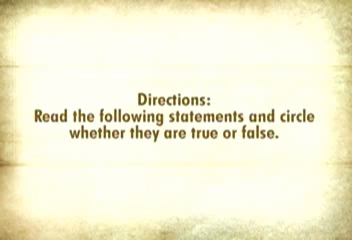 Directions:
Read the following statements and circle
whether they are true or false.